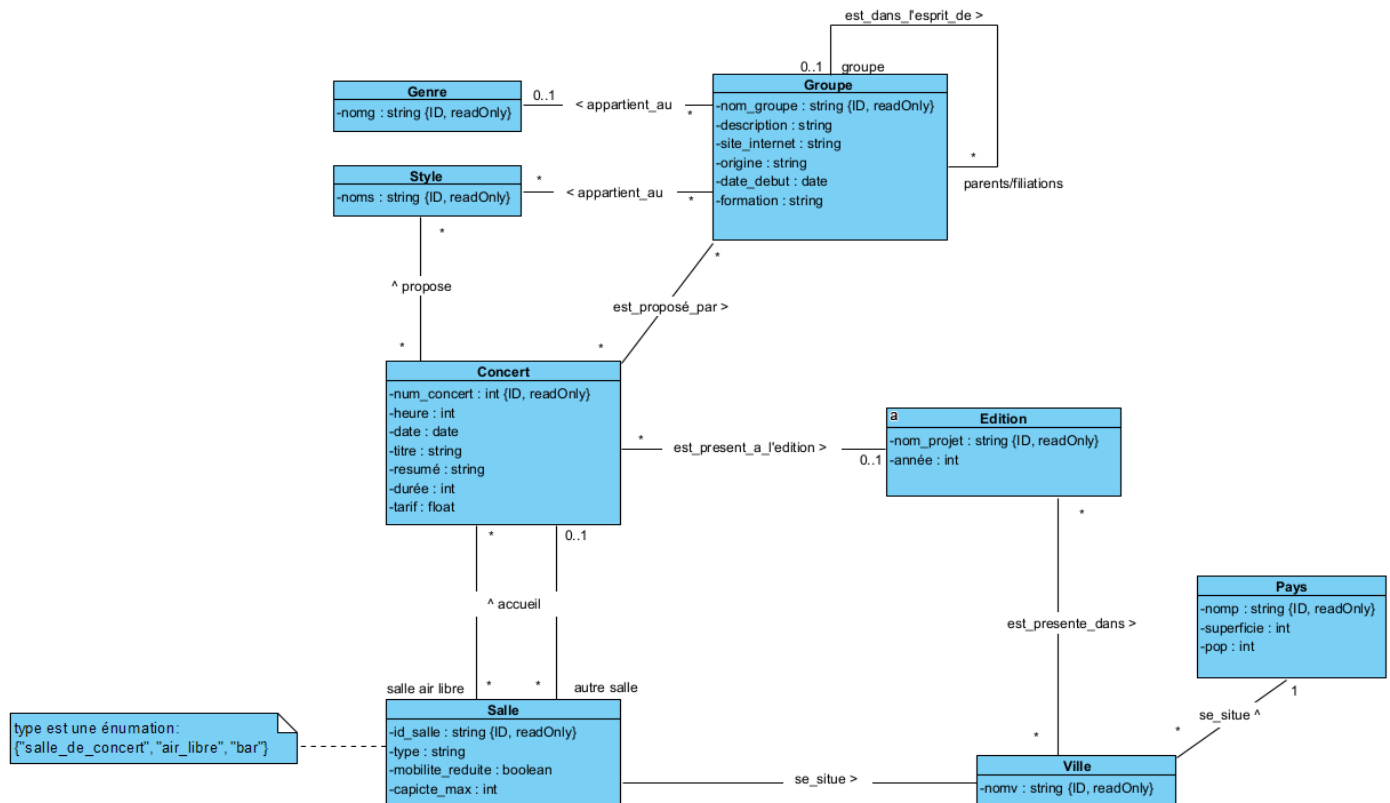 est_dans_l'esprit_de >
0..1 groupe
Groupe
-nom_groupe : string {ID, readOnly}
-description : string
-site_internet : string
-origine : string
-date_debut : date
-formation : string
*
parents/filiations
Genre
-nomg : string {ID, readOnly}
0..1
< appartient_au
*
Style
-noms : string {ID, readOnly}
*
< appartient_au
*
*
^ propose
*
*
est_proposé_par >
*
Concert
-num_concert : int {ID, readOnly}
-heure : int
-date : date
-titre : string
-resumé : string
-durée : int
-tarif : float
*
est_present_a_l'edition >
0..1
a
Edition
-nom_projet : string {ID, readOnly}
-année : int
*
est_presente_dans >
*
Pays
-nomp : string {ID, readOnly}
-superficie : int
-pop : int
1
se_situe ^
*
*
0..1
^ accueil
salle air libre
*
*
autre salle
Salle
-id_salle : string {ID, readOnly}
-type : string
-mobilite_reduite : boolean
-capicte_max : int
type est une énumation:
{"salle_de_concert", "air_libre", "bar"}
se_situe >
Ville
-nomv : string {ID, readOnly}